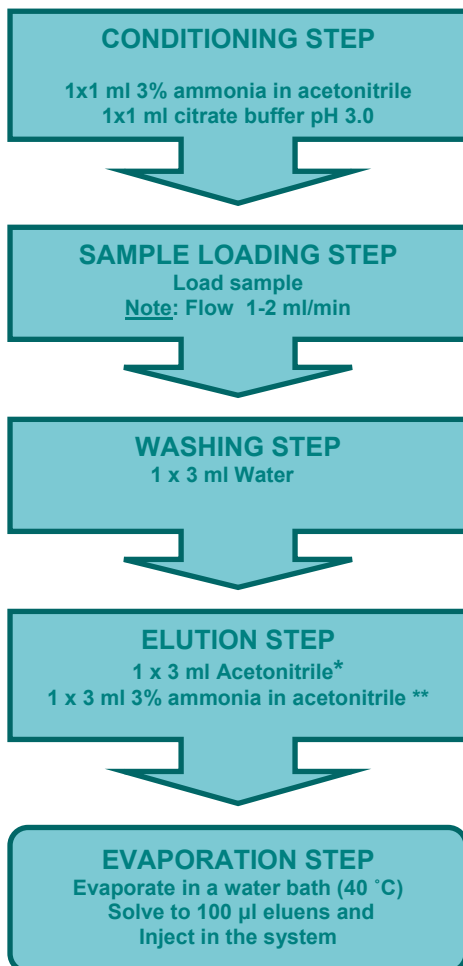 CONDITIONING STEP
1x1 ml 3% ammonia in acetonitrile
1x1 ml citrate buffer pH 3.0
SAMPLE LOADING STEP
Load sample
Note: Flow 1-2 ml/min
WASHING STEP
1 x 3 ml Water
ELUTION STEP
1 x 3 ml Acetonitrile*
1 x 3 ml 3% ammonia in acetonitrile **
EVAPORATION STEP
Evaporate in a water bath (40 ˚C)
Solve to 100 µl eluens and
Inject in the system